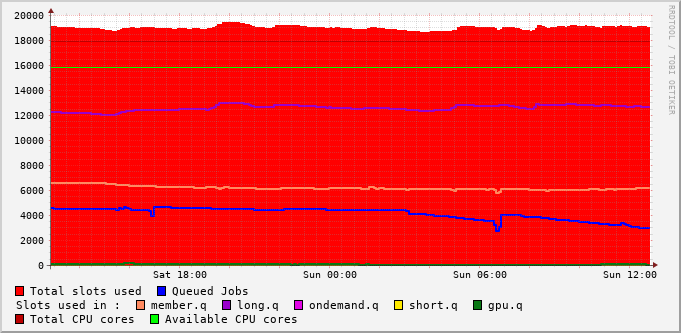 20000
18000
16000
14000
12000
10000
8000
6000
4000
2000
0
Sat 18:00 Sun 00:00 Sun 06:00 Sun 12:00
RRDTOOL / TOBI OETIKER
Total slots used Queued Jobs
Slots used in : member.q long.q ondemand.q short.q gpu.q
Total CPU cores Available CPU cores